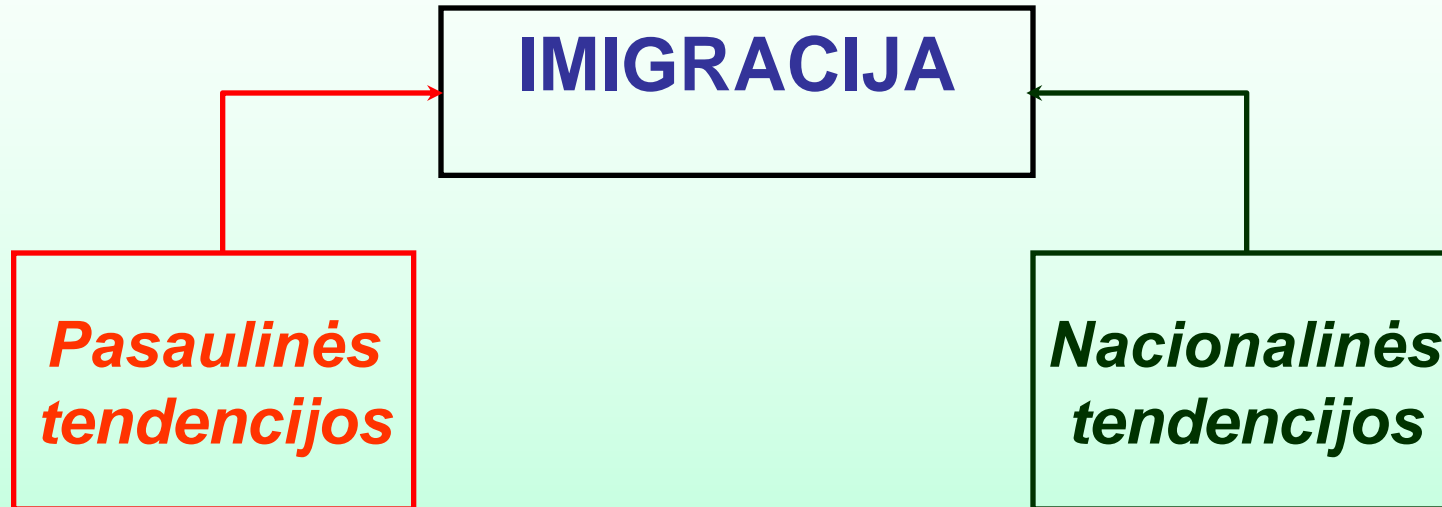 IMIGRACIJA
Pasaulinės
tendencijos
Nacionalinės
tendencijos